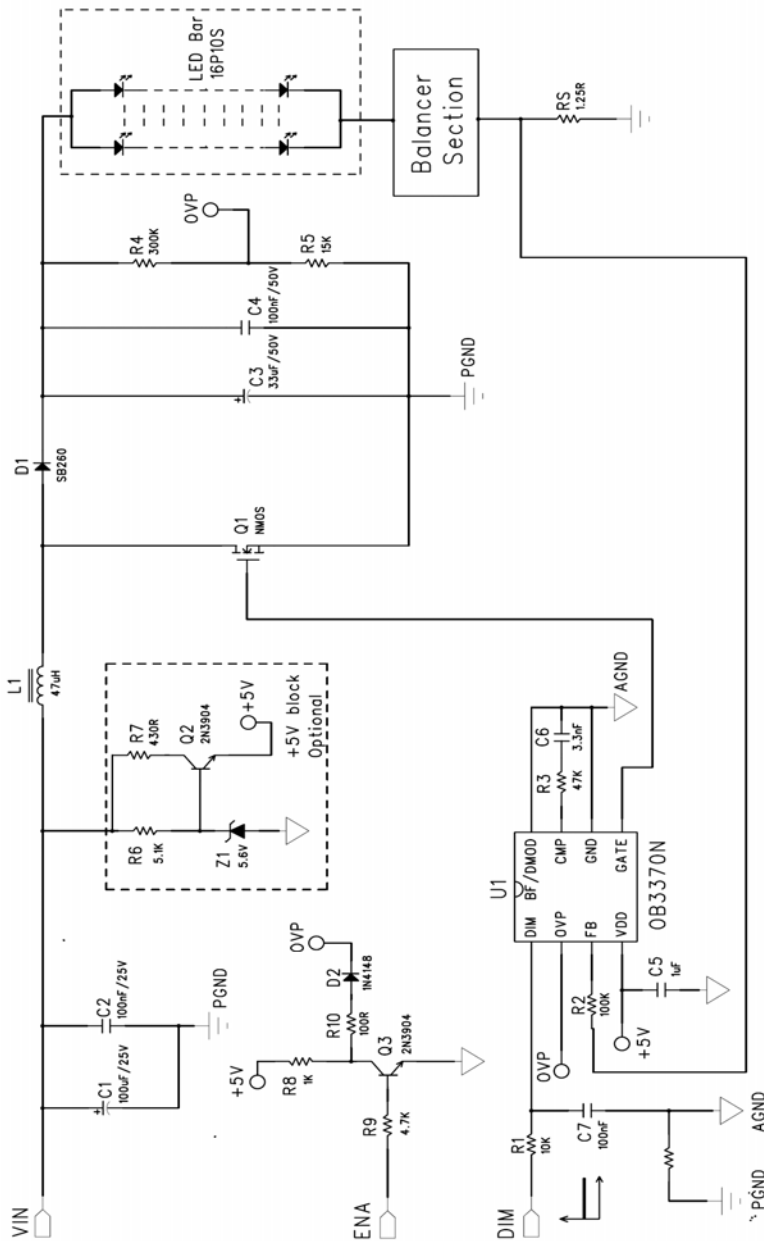 VIN
C1
100uF/25V
C2
100nF/25V
PGND
L1
47uH
R6
5.1K
R7
430R
Q2
2N3904
Z1
5.6V
+5V
+5V block
Optional
D1
SB260
Q1
NMOS
C3
33uF/50V
C4
100nF/50V
PGND
R4
300K
R5
15K
OVP
LED Bar
16P10S
Balancer
Section
RS
1.25R
ENA
R9
4.7K
+5V
R8
1K
R10
100R
D2
1N4148
OVP
Q3
2N3904
DIM
R1
10K
C7
100nF
PGND
AGND
OVP
R2
100K
+5V
C5
1uF
U1
DIM
OVP
FB
VDD
BF/DMOD
CMP
GND
GATE
OB3370N
R3
47K
C6
3.3nF
AGND